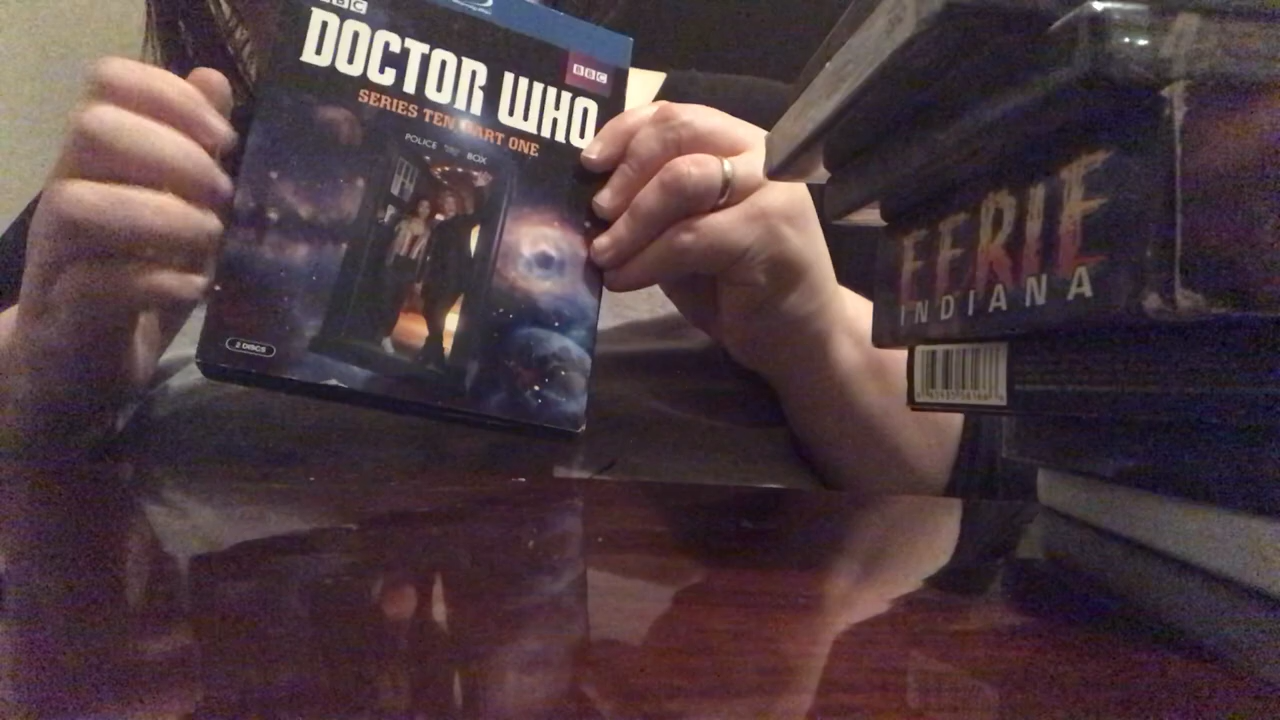 BBC
DOCTOR WHO
BBC
SERIES TEN PART ONE
POLICE BOX
2 DISCS
EERIE
INDIANA